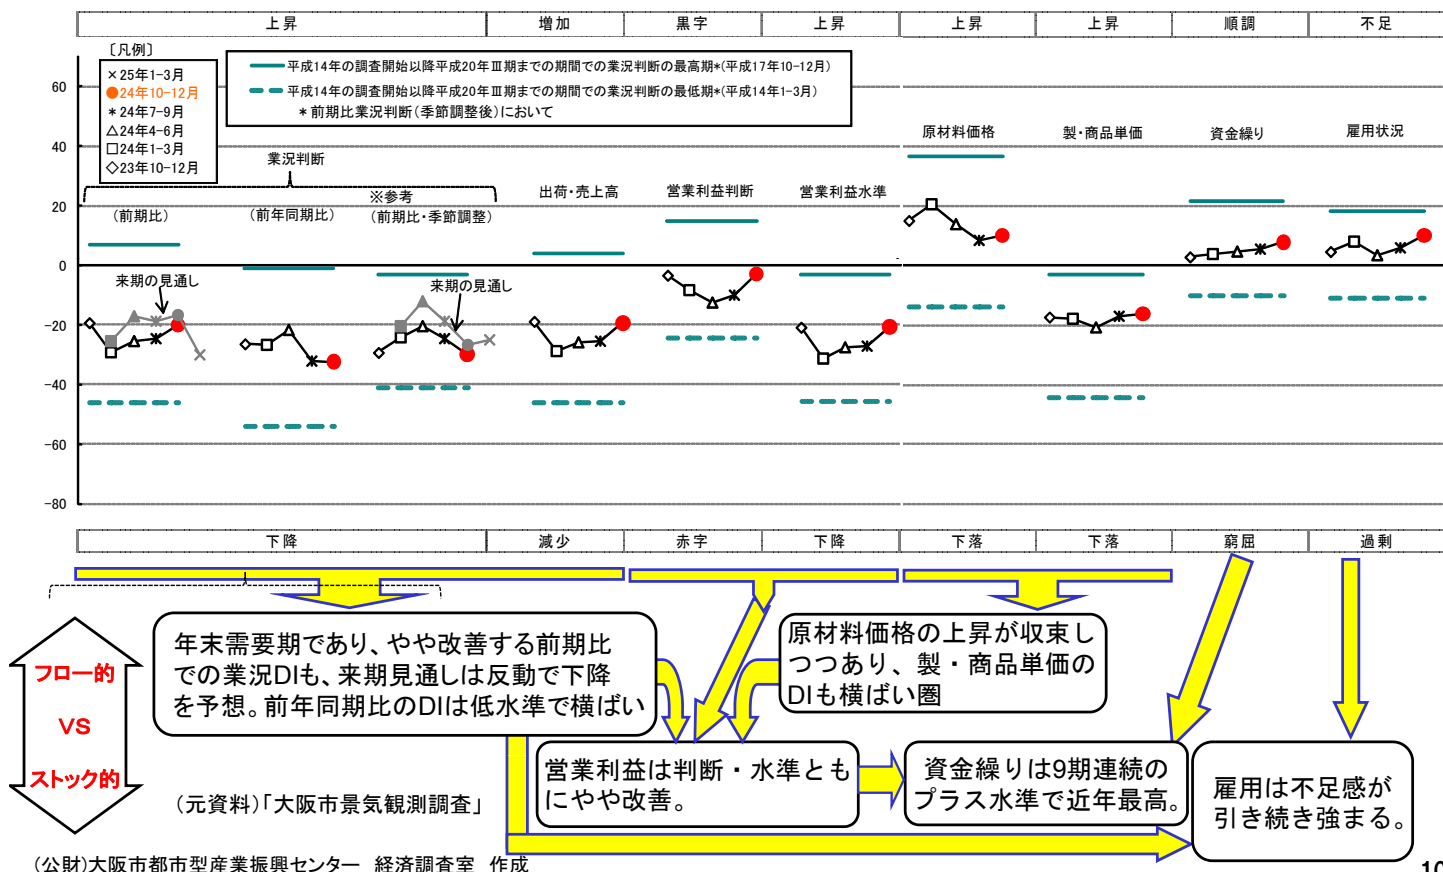 上昇 増加 黒字 上昇 上昇 上昇 順調 不足
〔凡例〕
×25年1-3月
●24年10-12月
＊24年7-9月
△24年4-6月
□24年1-3月
◇23年10-12月
平成14年の調査開始以降平成20年Ⅲ期までの期間での業況判断の最高期*(平成17年10-12月)
平成14年の調査開始以降平成20年Ⅲ期までの期間での業況判断の最低期*(平成14年1-3月)
＊前期比業況判断(季節調整後)において
60
40
20
0
-20
-40
-60
-80
業況判断
(前期比)
(前年同期比)
※参考
(前期比・季節調整)
出荷・売上高
営業利益判断
営業利益水準
原材料価格
製・商品単価
資金繰り
雇用状況
来期の見通し
来期の見通し
下降 減少 赤字 下降 下落 下落 窮屈 過剰
フロー的
VS
ストック的
年末需要期であり、やや改善する前期比
での業況DIも、来期見通しは反動で下降
を予想。前年同期比のDIは低水準で横ばい
原材料価格の上昇が収束し
つつあり、製・商品単価の
DIも横ばい圏
営業利益は判断・水準とも
にやや改善。
資金繰りは9期連続の
プラス水準で近年最高。
雇用は不足感が
引き続き強まる。
(元資料)「大阪市景気観測調査」
(公財)大阪市都市型産業振興センター 経済調査室 作成
10